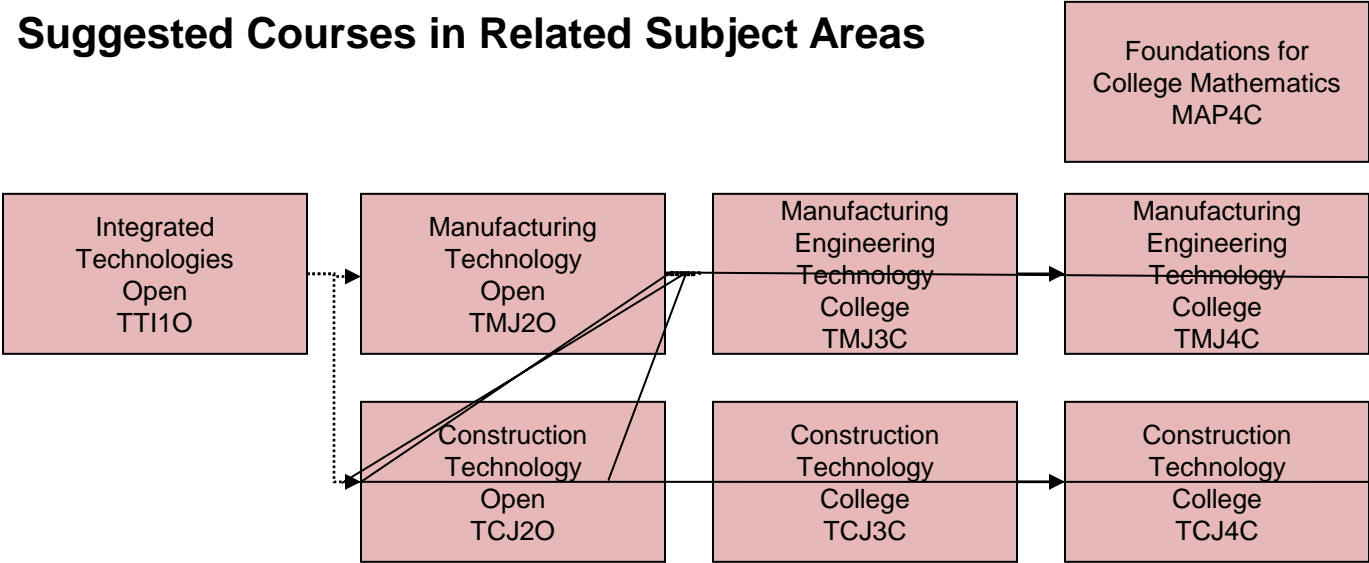 Suggested Courses in Related Subject Areas
Foundations for
College Mathematics
MAP4C
Integrated
Technologies
Open
TTI1O
Manufacturing
Technology
Open
TMJ2O
Manufacturing
Engineering
Technology
College
TMJ3C
Manufacturing
Engineering
Technology
College
TMJ4C
Construction
Technology
Open
TCJ2O
Construction
Technology
College
TCJ3C
Construction
Technology
College
TCJ4C